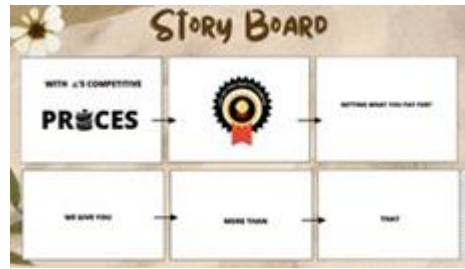 STORY BOARD
WITH 'S COMPETITIVE
PRICES
GETTING WHAT YOU PAY FOR?
WE GIVE YOU
MORE THAN
THAT